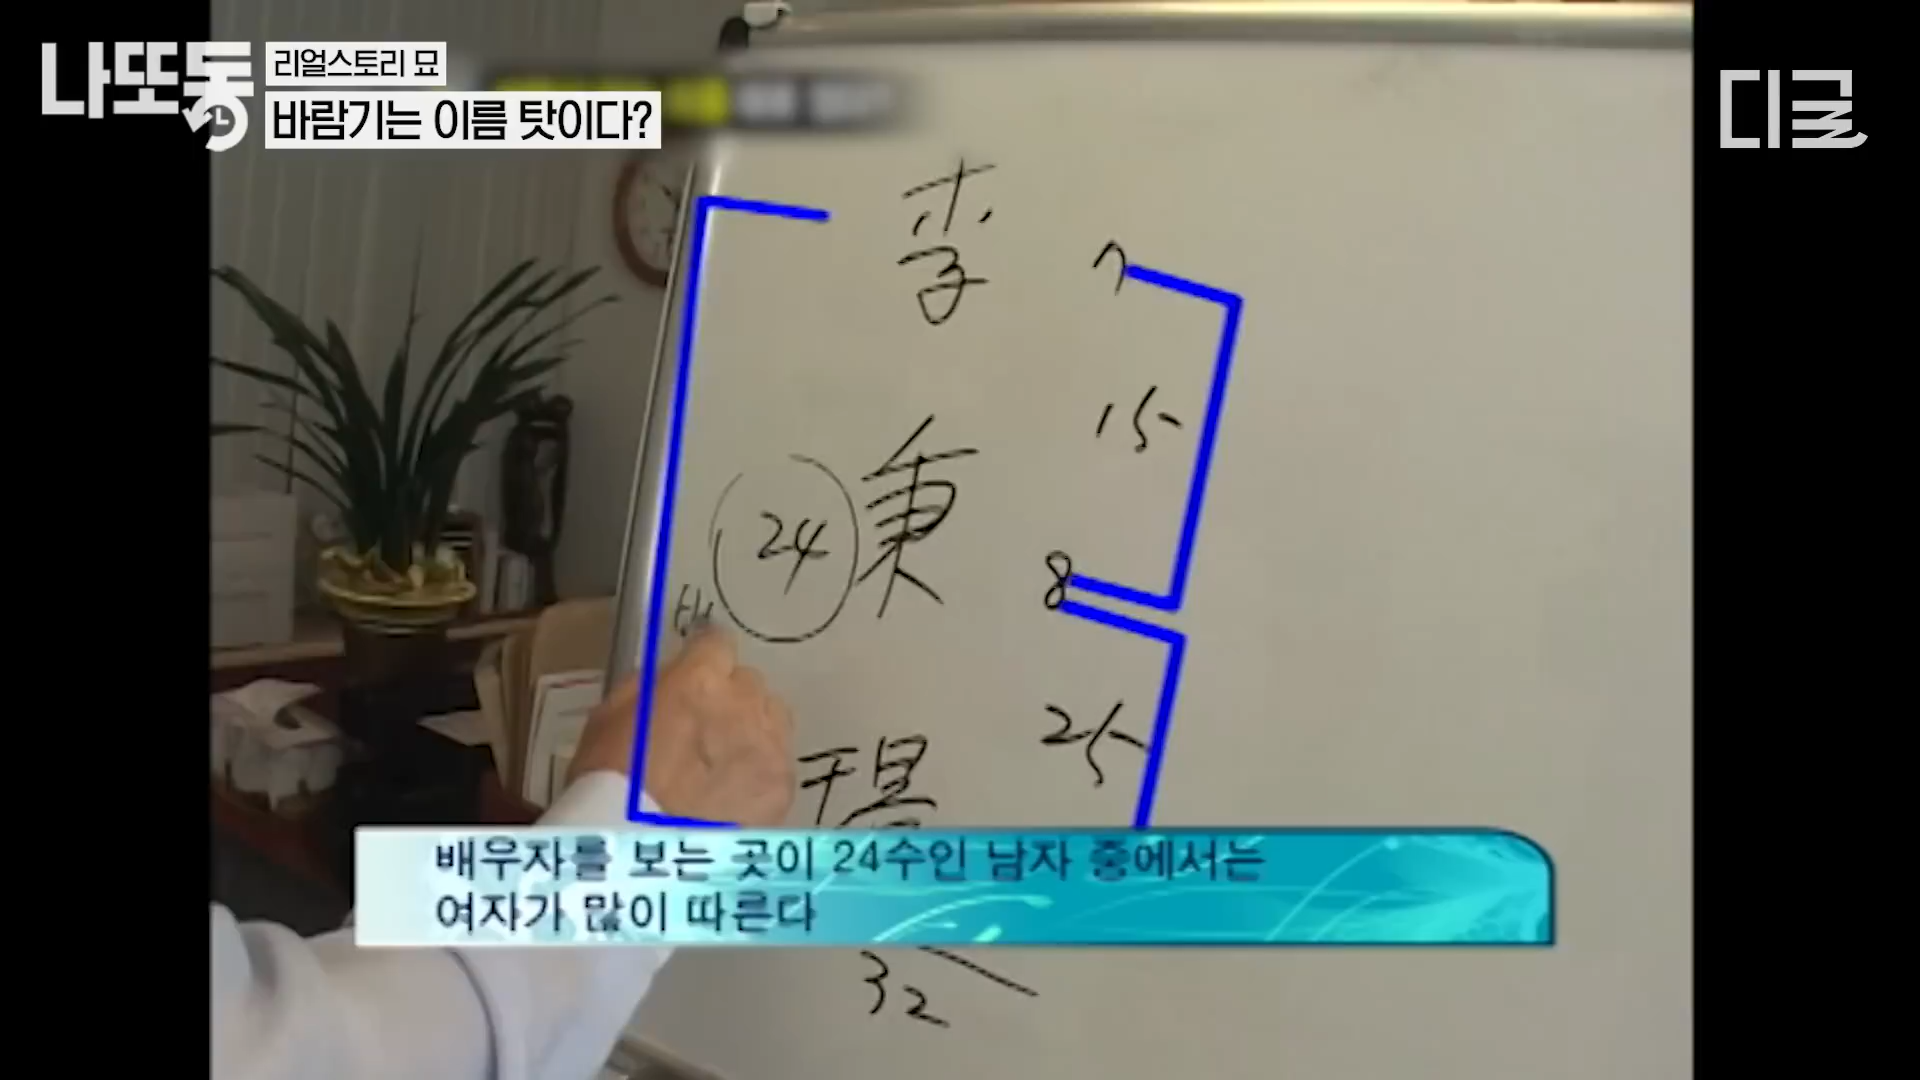 나또동
리얼스토리 묘
바람기는 이름 탓이다?
디글
李
7
15
24
秉
8
25
32
배우자를 보는 곳이 24수인 남자 중에서는
여자가 많이 따른다